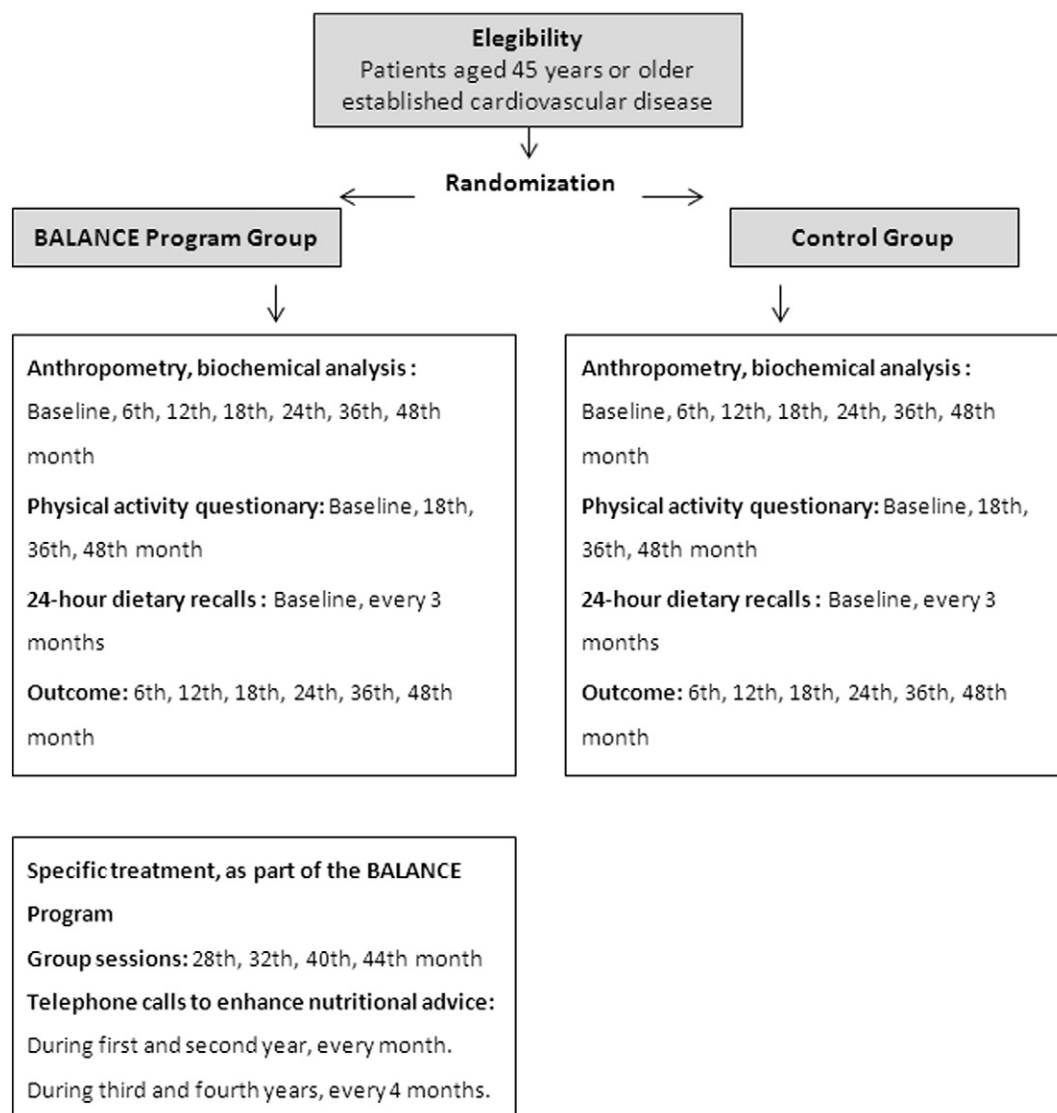 Elegibility
Patients aged 45 years or older
established cardiovascular disease
Randomization
BALANCE Program Group
Control Group
Anthropometry, biochemical analysis :
Baseline, 6th, 12th, 18th, 24th, 36th, 48th
month
Physical activity questionary: Baseline, 18th,
36th, 48th month
24-hour dietary recalls : Baseline, every 3
months
Outcome: 6th, 12th, 18th, 24th, 36th, 48th
month
Anthropometry, biochemical analysis :
Baseline, 6th, 12th, 18th, 24th, 36th, 48th
month
Physical activity questionary: Baseline, 18th,
36th, 48th month
24-hour dietary recalls : Baseline, every 3
months
Outcome: 6th, 12th, 18th, 24th, 36th, 48th
month
Specific treatment, as part of the BALANCE
Program
Group sessions: 28th, 32th, 40th, 44th month
Telephone calls to enhance nutritional advice:
During first and second year, every month.
During third and fourth years, every 4 months.